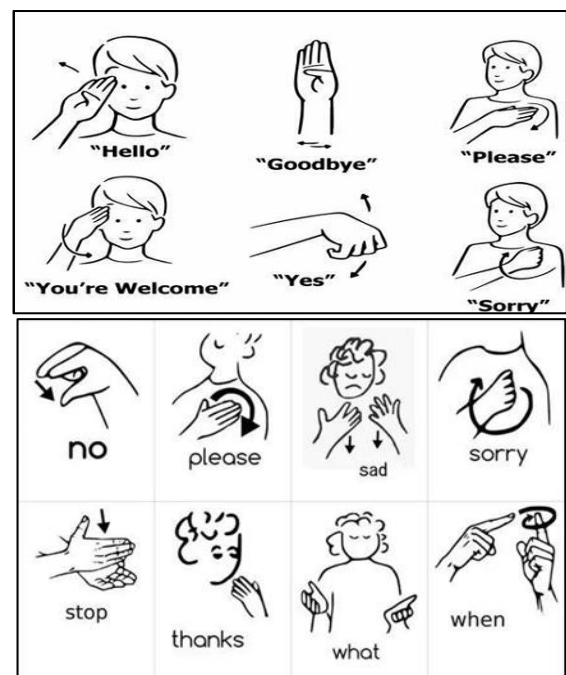 "Hello"
"Goodbye"
"Please"
"You're Welcome"
"Yes"
"Sorry"
no
please
sad
sorry
stop
thanks
what
when